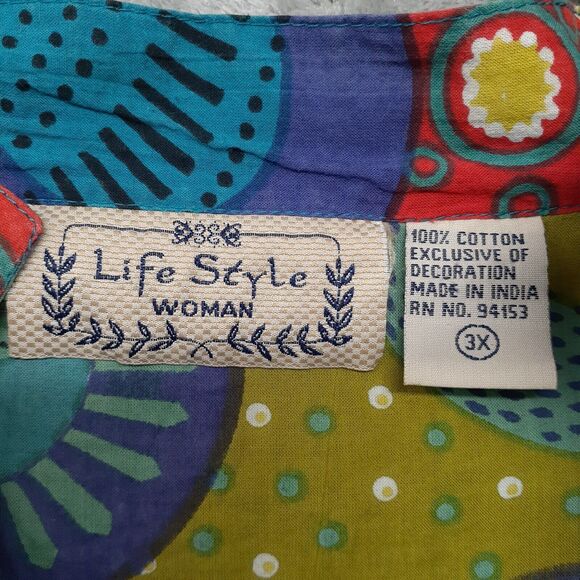 Life Style
WOMAN
100% COTTON
EXCLUSIVE OF
DECORATION
MADE IN INDIA
RN NO. 94153
3X